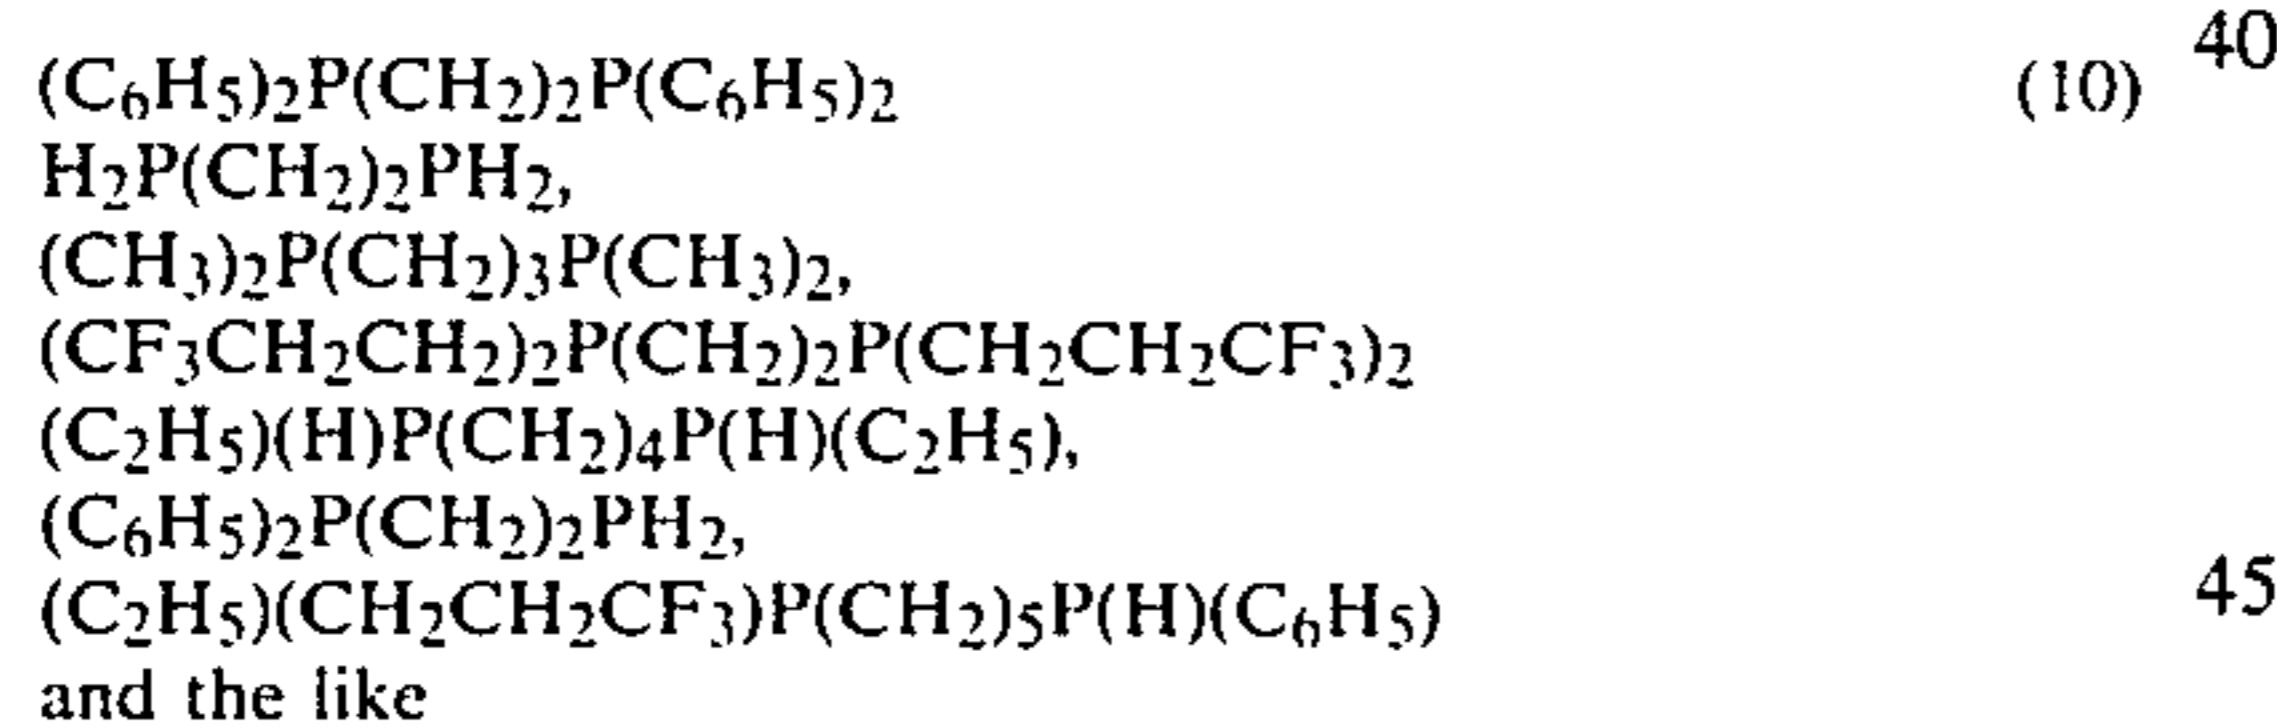 (C₆H₅)₂P(CH₂)₂P(C₆H₅)₂ (10) 40
H₂P(CH₂)₂PH₂,
(CH₃)₂P(CH₂)₃P(CH₃)₂,
(CF₃CH₂CH₂)₂P(CH₂)₂P(CH₂CH₂CF₃)₂
(C₂H₅)(H)P(CH₂)₄P(H)(C₂H₅),
(C₆H₅)₂P(CH₂)₂PH₂,
(C₂H₅)(CH₂CH₂CF₃)P(CH₂)₅P(H)(C₆H₅) 45
and the like